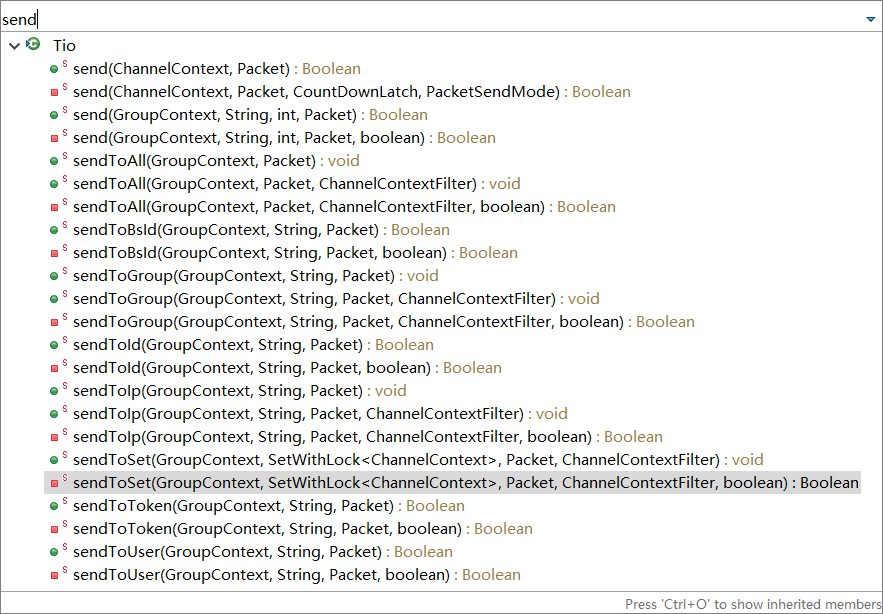 send
Tio
S send(ChannelContext, Packet) : Boolean
S send(ChannelContext, Packet, CountDownLatch, PacketSendMode) : Boolean
S send(GroupContext, String, int, Packet) : Boolean
S send(GroupContext, String, int, Packet, boolean) : Boolean
S sendToAll(GroupContext, Packet) : void
S sendToAll(GroupContext, Packet, ChannelContextFilter) : void
S sendToAll(GroupContext, Packet, ChannelContextFilter, boolean) : Boolean
S sendToBsId(GroupContext, String, Packet) : Boolean
S sendToBsId(GroupContext, String, Packet, boolean) : Boolean
S sendToGroup(GroupContext, String, Packet) : void
S sendToGroup(GroupContext, String, Packet, ChannelContextFilter) : void
S sendToGroup(GroupContext, String, Packet, ChannelContextFilter, boolean) : Boolean
S sendToId(GroupContext, String, Packet) : Boolean
S sendToId(GroupContext, String, Packet, boolean) : Boolean
S sendToIp(GroupContext, String, Packet) : void
S sendToIp(GroupContext, String, Packet, ChannelContextFilter) : void
S sendToIp(GroupContext, String, Packet, ChannelContextFilter, boolean) : Boolean
S sendToSet(GroupContext, SetWithLock<ChannelContext>, Packet, ChannelContextFilter) : void
S sendToSet(GroupContext, SetWithLock<ChannelContext>, Packet, ChannelContextFilter, boolean) : Boolean
S sendToToken(GroupContext, String, Packet) : Boolean
S sendToToken(GroupContext, String, Packet, boolean) : Boolean
S sendToUser(GroupContext, String, Packet) : Boolean
S sendToUser(GroupContext, String, Packet, boolean) : Boolean
Press 'Ctrl+O' to show inherited members